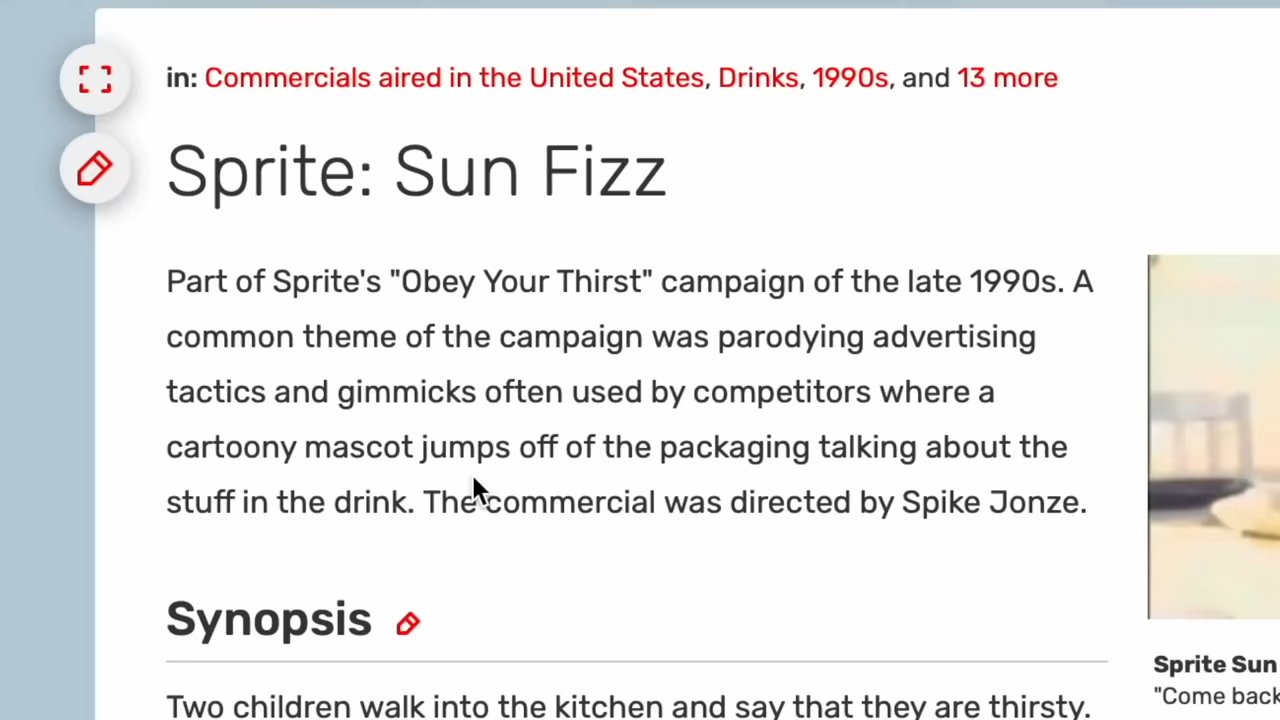 in: Commercials aired in the United States, Drinks, 1990s, and 13 more
Sprite: Sun Fizz
Part of Sprite's "Obey Your Thirst" campaign of the late 1990s. A
common theme of the campaign was parodying advertising
tactics and gimmicks often used by competitors where a
cartoony mascot jumps off of the packaging talking about the
stuff in the drink. The commercial was directed by Spike Jonze.
Synopsis
Two children walk into the kitchen and say that they are thirsty.
Sprite Sun
"Come back